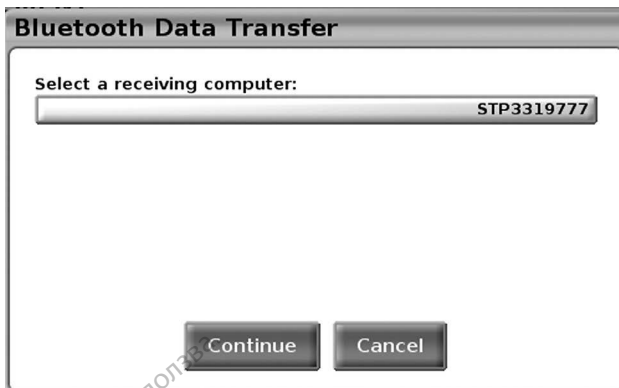 Bluetooth Data Transfer
Select a receiving computer:
STP3319777
Continue
Cancel